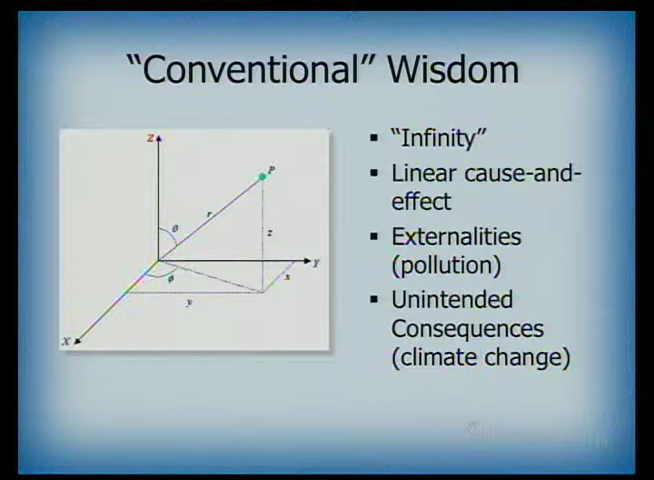 “Conventional” Wisdom
Z
P
θ
r
z
Y
ϕ
x
y
X
▪ “Infinity”
▪ Linear cause-and-
effect
▪ Externalities
(pollution)
▪ Unintended
Consequences
(climate change)